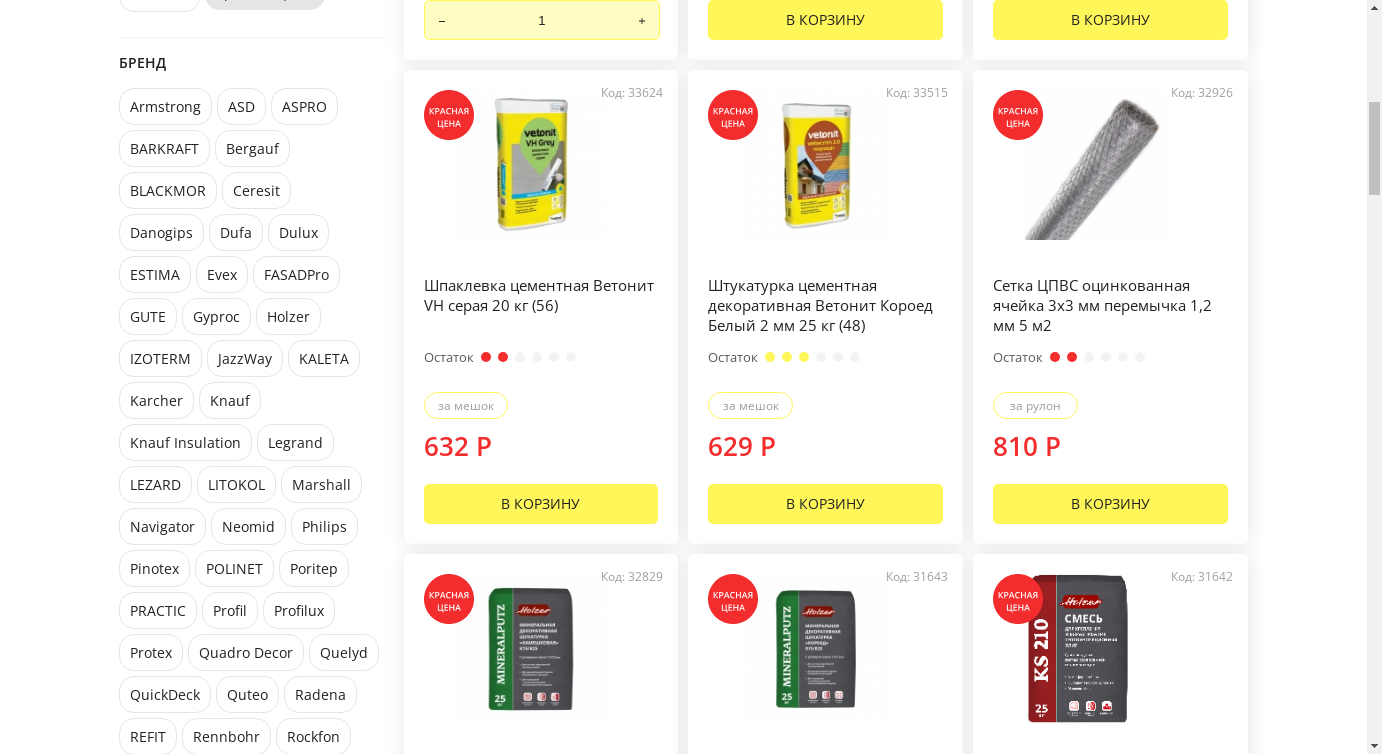 − 1 +
В КОРЗИНУ
В КОРЗИНУ
БРЕНД
Armstrong ASD ASPRO
BARKRAFT Bergauf
BLACKMOR Ceresit
Danogips Dufa Dulux
ESTIMA Evex FASADPro
GUTE Gyproc Holzer
IZOTERM JazzWay KALETA
Karcher Knauf
Knauf Insulation Legrand
LEZARD LITOKOL Marshall
Navigator Neomid Philips
Pinotex POLINET Poritep
PRACTIC Profil Profilux
Protex Quadro Decor Quelyd
QuickDeck Quteo Radena
REFIT Rennbohr Rockfon
Код: 33624
КРАСНАЯ
ЦЕНА
vetonit
VH Grey
Шпаклевка цементная Ветонит
VH серая 20 кг (56)
Остаток
за мешок
632 Р
В КОРЗИНУ
Код: 33515
КРАСНАЯ
ЦЕНА
vetonit
Штукатурка цементная
декоративная Ветонит Короед
Белый 2 мм 25 кг (48)
Остаток
за мешок
629 Р
В КОРЗИНУ
Код: 32926
КРАСНАЯ
ЦЕНА
Сетка ЦПВС оцинкованная
ячейка 3х3 мм перемычка 1,2
мм 5 м2
Остаток
за рулон
810 Р
В КОРЗИНУ
Код: 32829
КРАСНАЯ
ЦЕНА
Holzer
MINERALPUTZ
МИНЕРАЛЬНАЯ
ДЕКОРАТИВНАЯ
ШТУКАТУРКА
25
Код: 31643
КРАСНАЯ
ЦЕНА
Holzer
MINERALPUTZ
МИНЕРАЛЬНАЯ
ДЕКОРАТИВНАЯ
ШТУКАТУРКА
25
Код: 31642
КРАСНАЯ
ЦЕНА
Holzer
KS 210
СМЕСЬ
25